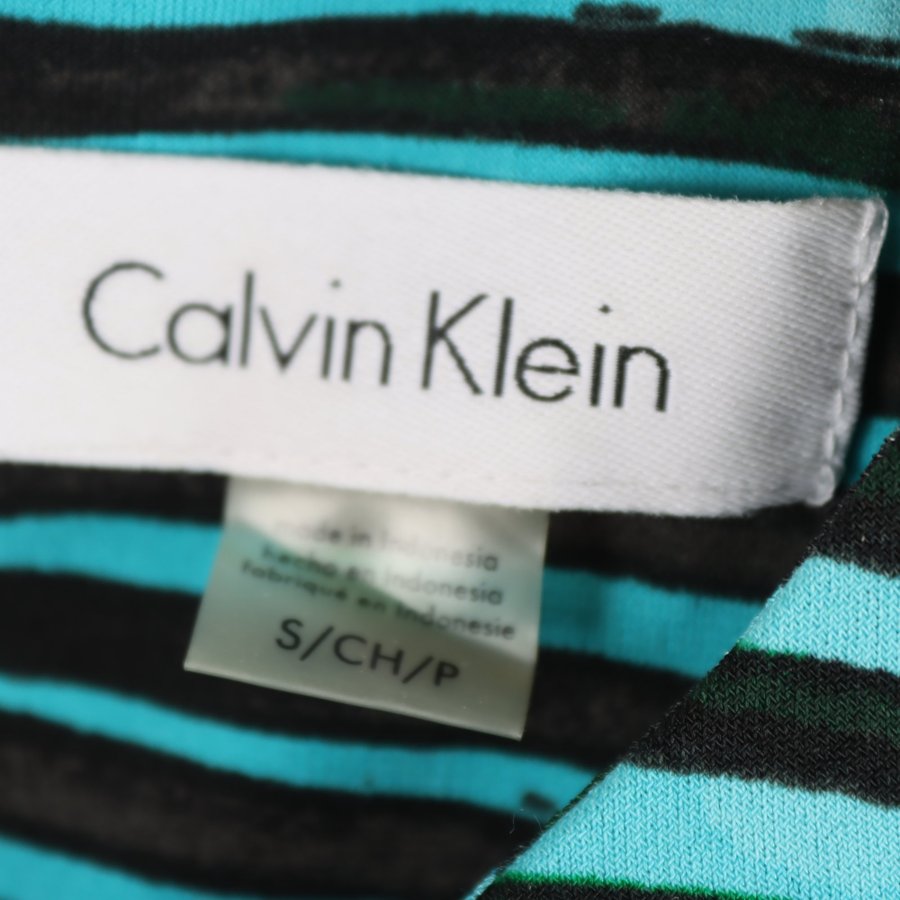 Calvin Klein
made in Indonesia
hecho en Indonesia
fabriqué en Indonesie
S/CH/P